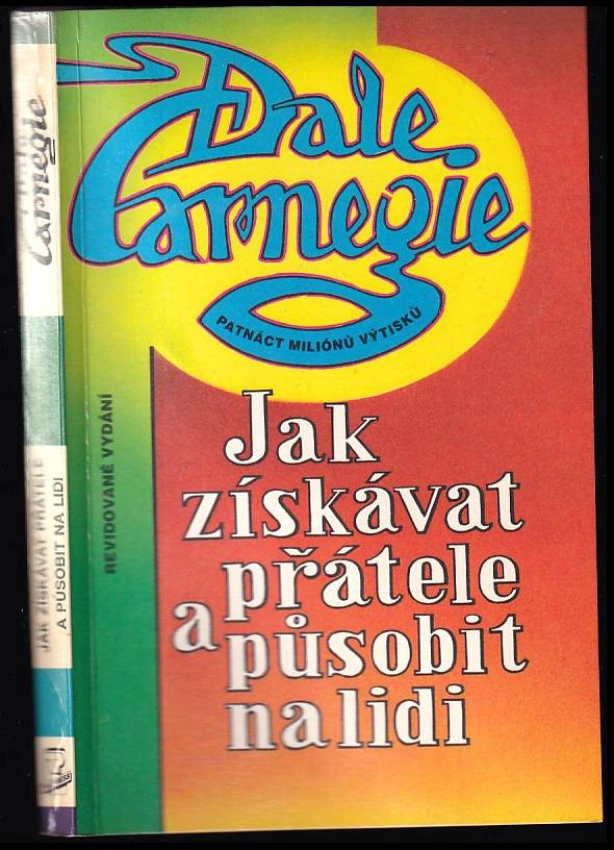 Dale
Carnegie
PATNÁCT MILIÓNŮ VÝTISKŮ
REVIDOVANÉ VYDÁNÍ
Jak
získávat
přátele
a působit
na lidi
Carnegie
JAK ZÍSKÁVAT PŘÁTELE
A PŮSOBIT NA LIDI